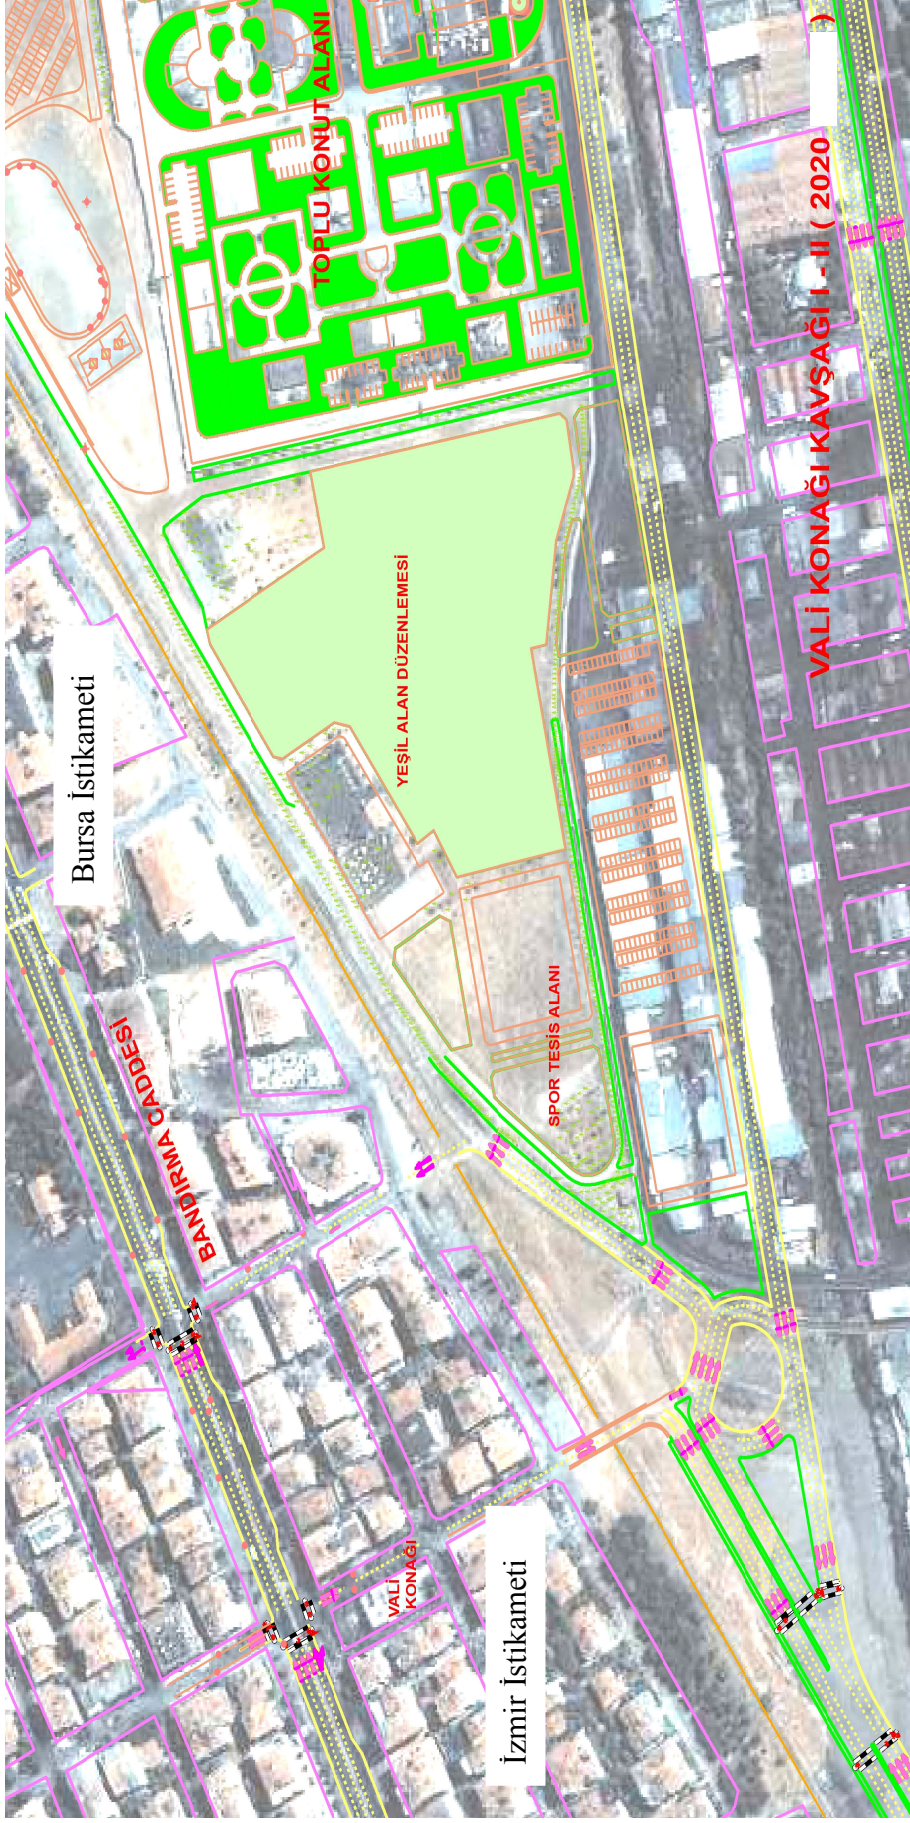 VALİ KONAĞI KAVŞAĞI I - II ( 2020 )
TOPLU KONUT ALANI
YEŞİL ALAN DÜZENLEMESİ
SPOR TESİS ALANI
Bursa İstikameti
BANDIRMA CADDESİ
VALİ
KONAĞI
İzmir İstikameti